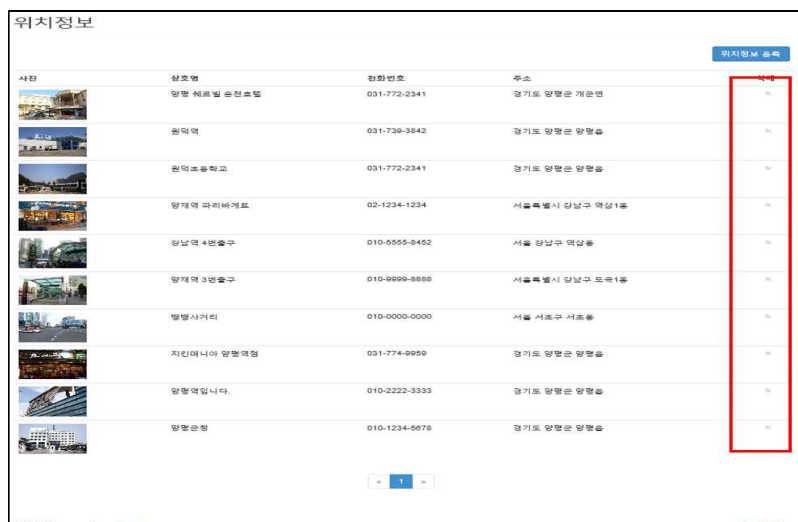 위치정보
위치정보 등록
사진 상호명 전화번호 주소 삭제
양평 쉐르빌 온천호텔 031-772-2341 경기도 양평군 개군면
원덕역 031-739-3842 경기도 양평군 양평읍
원덕초등학교 031-772-2341 경기도 양평군 양평읍
양재역 파리바게트 02-1234-1234 서울특별시 강남구 역삼1동
강남역 4번출구 010-5555-8452 서울 강남구 역삼동
양재역 3번출구 010-9999-8888 서울특별시 강남구 도곡1동
뱅뱅사거리 010-0000-0000 서울 서초구 서초동
치킨매니아 양평역점 031-774-9959 경기도 양평군 양평읍
양평역입니다. 010-2222-3333 경기도 양평군 양평읍
양평군청 010-1234-5678 경기도 양평군 양평읍
« 1 »